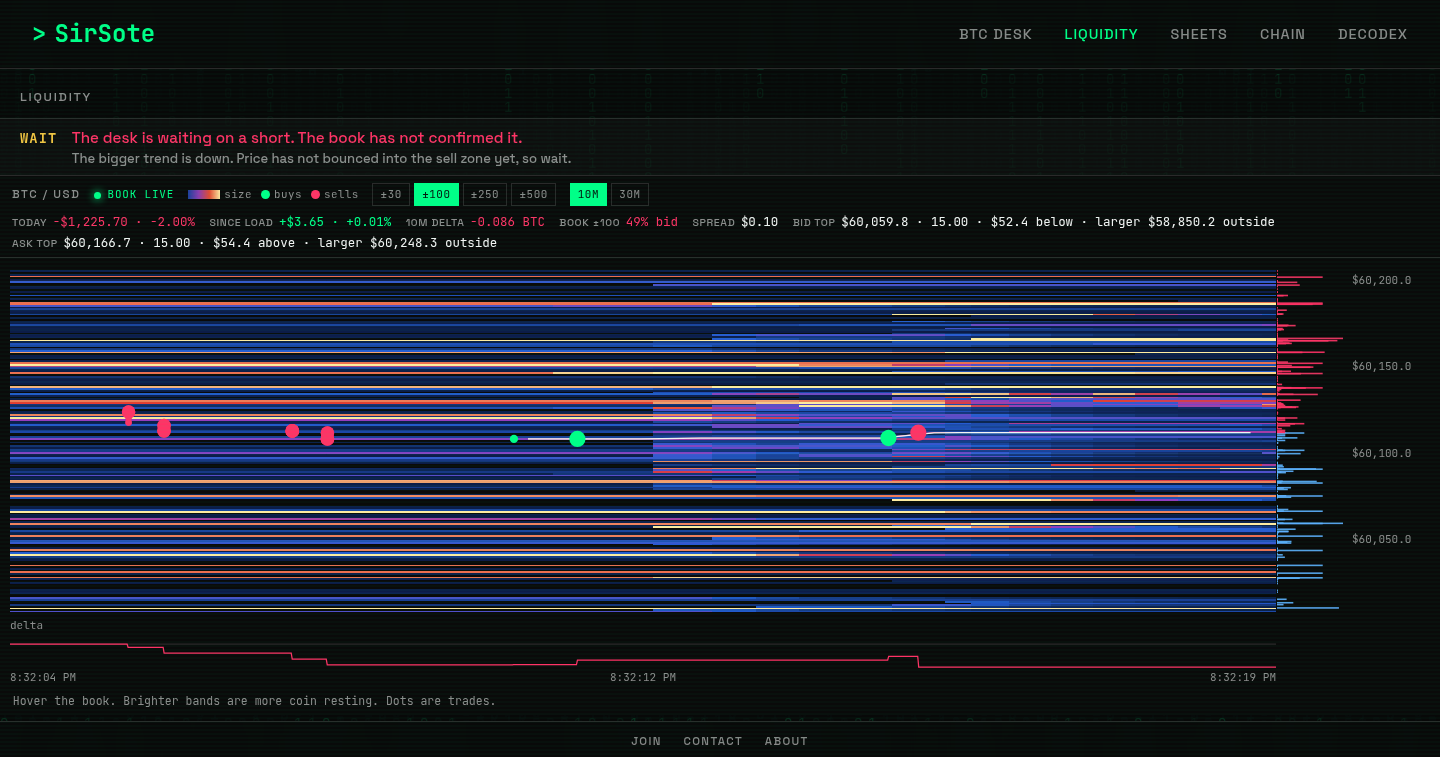 > SirSote
BTC DESK LIQUIDITY SHEETS CHAIN DECODEX
LIQUIDITY
WAIT The desk is waiting on a short. The book has not confirmed it.
The bigger trend is down. Price has not bounced into the sell zone yet, so wait.
BTC / USD BOOK LIVE size buys sells ±30 ±100 ±250 ±500 10M 30M
TODAY -$1,225.70 · -2.00% SINCE LOAD +$3.65 · +0.01% 10M DELTA -0.086 BTC BOOK ±100 49% bid SPREAD $0.10 BID TOP $60,059.8 · 15.00 · $52.4 below · larger $58,850.2 outside
ASK TOP $60,166.7 · 15.00 · $54.4 above · larger $60,248.3 outside
$60,200.0
$60,150.0
$60,100.0
$60,050.0
delta
8:32:04 PM 8:32:12 PM 8:32:19 PM
Hover the book. Brighter bands are more coin resting. Dots are trades.
JOIN CONTACT ABOUT